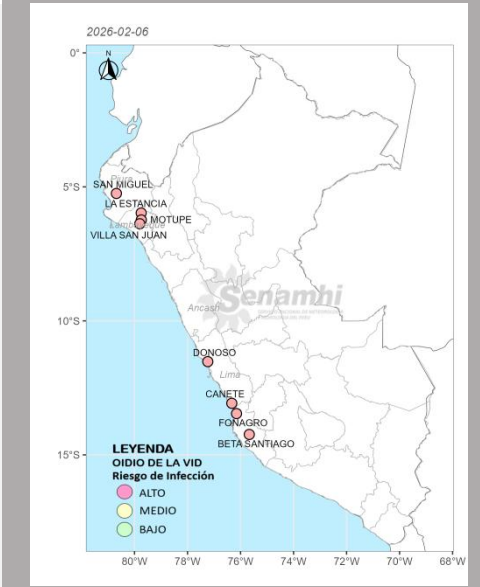 2026-02-06
N
0°
Piura
SAN MIGUEL
5°S
LA ESTANCIA
MOTUPE
Lambayeque
VILLA SAN JUAN
Senamhi
Ancash
10°S
DONOSO
Lima
CANETE
FONAGRO
BETA SANTIAGO
LEYENDA
OIDIO DE LA VID
15°S
Riesgo de Infección
ALTO
MEDIO
BAJO
80°W 78°W 76°W 74°W 72°W 70°W 68°W